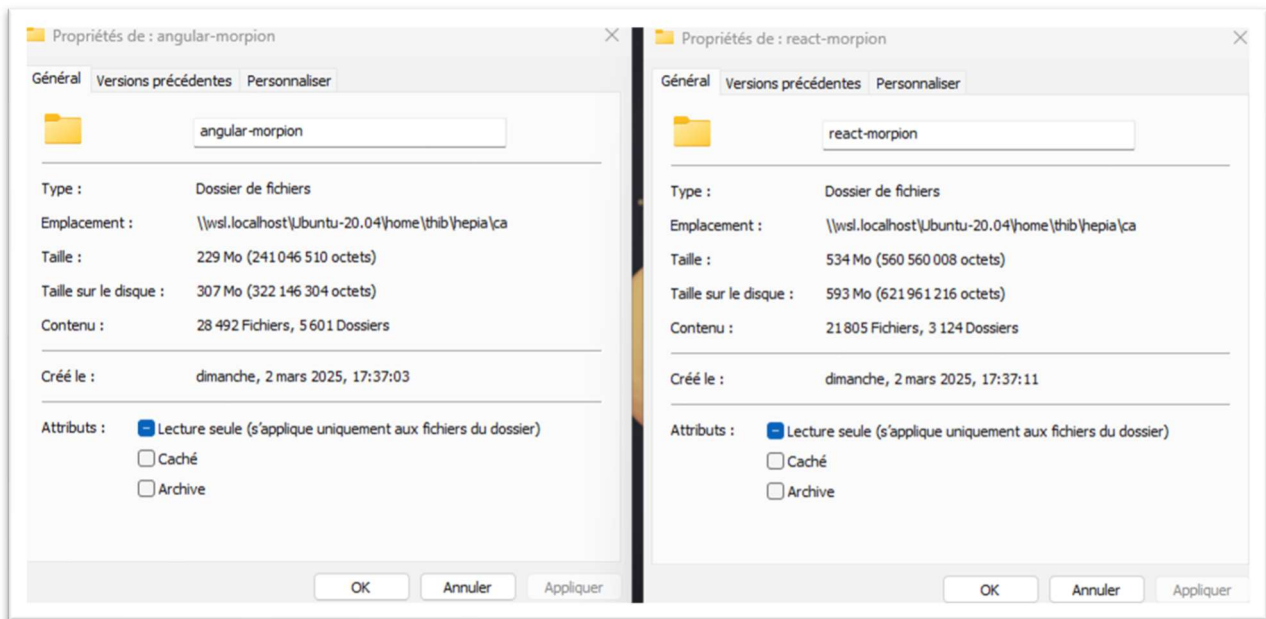 Propriétés de : angular-morpion
Général Versions précédentes Personnaliser
angular-morpion
Type : Dossier de fichiers
Emplacement : \\wsl.localhost\Ubuntu-20.04\home\thib\hepia\ca
Taille : 229 Mo (241 046 510 octets)
Taille sur le disque : 307 Mo (322 146 304 octets)
Contenu : 28 492 Fichiers, 5 601 Dossiers
Créé le : dimanche, 2 mars 2025, 17:37:03
Attributs : Lecture seule (s'applique uniquement aux fichiers du dossier)
Caché
Archive
OK Annuler Appliquer
Propriétés de : react-morpion
Général Versions précédentes Personnaliser
react-morpion
Type : Dossier de fichiers
Emplacement : \\wsl.localhost\Ubuntu-20.04\home\thib\hepia\ca
Taille : 534 Mo (560 560 008 octets)
Taille sur le disque : 593 Mo (621 961 216 octets)
Contenu : 21 805 Fichiers, 3 124 Dossiers
Créé le : dimanche, 2 mars 2025, 17:37:11
Attributs : Lecture seule (s'applique uniquement aux fichiers du dossier)
Caché
Archive
OK Annuler Appliquer